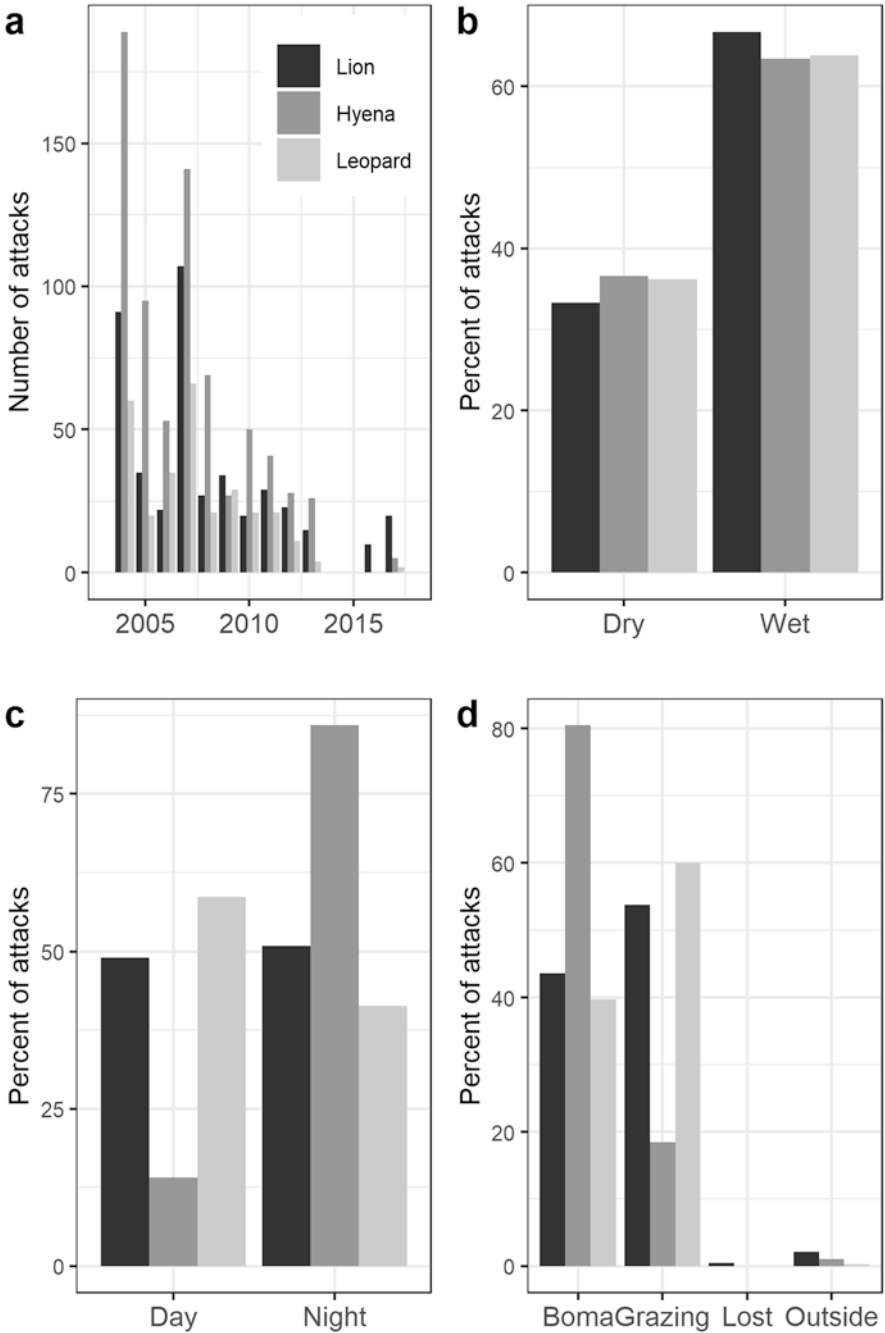 a
Number of attacks
150
100
50
0
2005 2010 2015
Lion
Hyena
Leopard
b
Percent of attacks
60
40
20
0
Dry Wet
c
Percent of attacks
75
50
25
0
Day Night
d
Percent of attacks
80
60
40
20
0
Boma Grazing Lost Outside